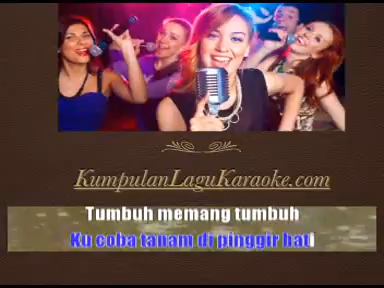 KumpulanLaguKaraoke.com
Tumbuh memang tumbuh
Ku coba tanam di pinggir hati